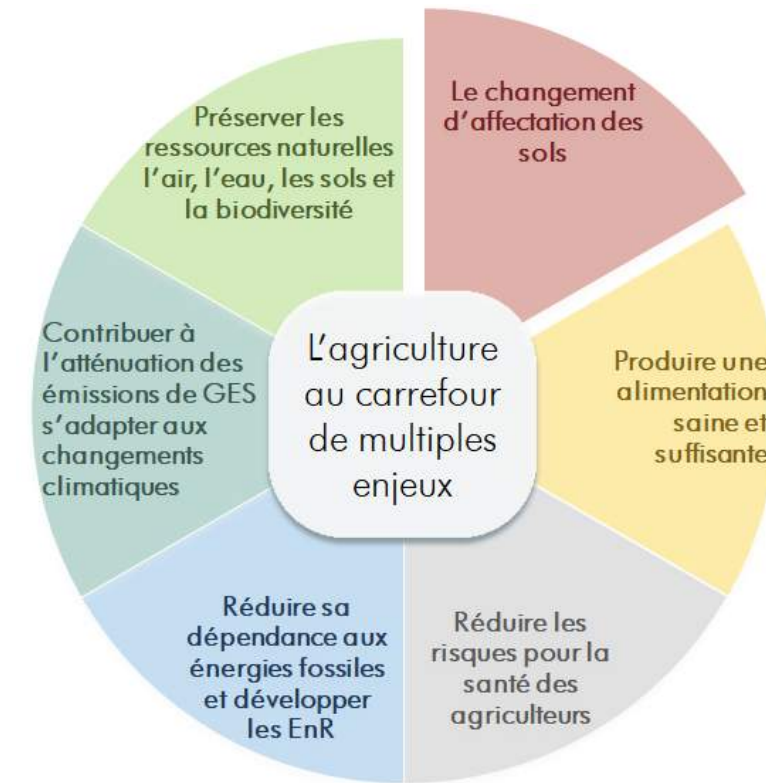 Le changement
d'affectation des
sols
Produire une
alimentation
saine et
suffisante
Réduire les
risques pour la
santé des
agriculteurs
Réduire sa
dépendance aux
énergies fossiles
et développer
les EnR
Contribuer à
l'atténuation des
émissions de GES
s'adapter aux
changements
climatiques
Préserver les
ressources naturelles
l'air, l'eau, les sols et
la biodiversité
L'agriculture
au carrefour
de multiples
enjeux